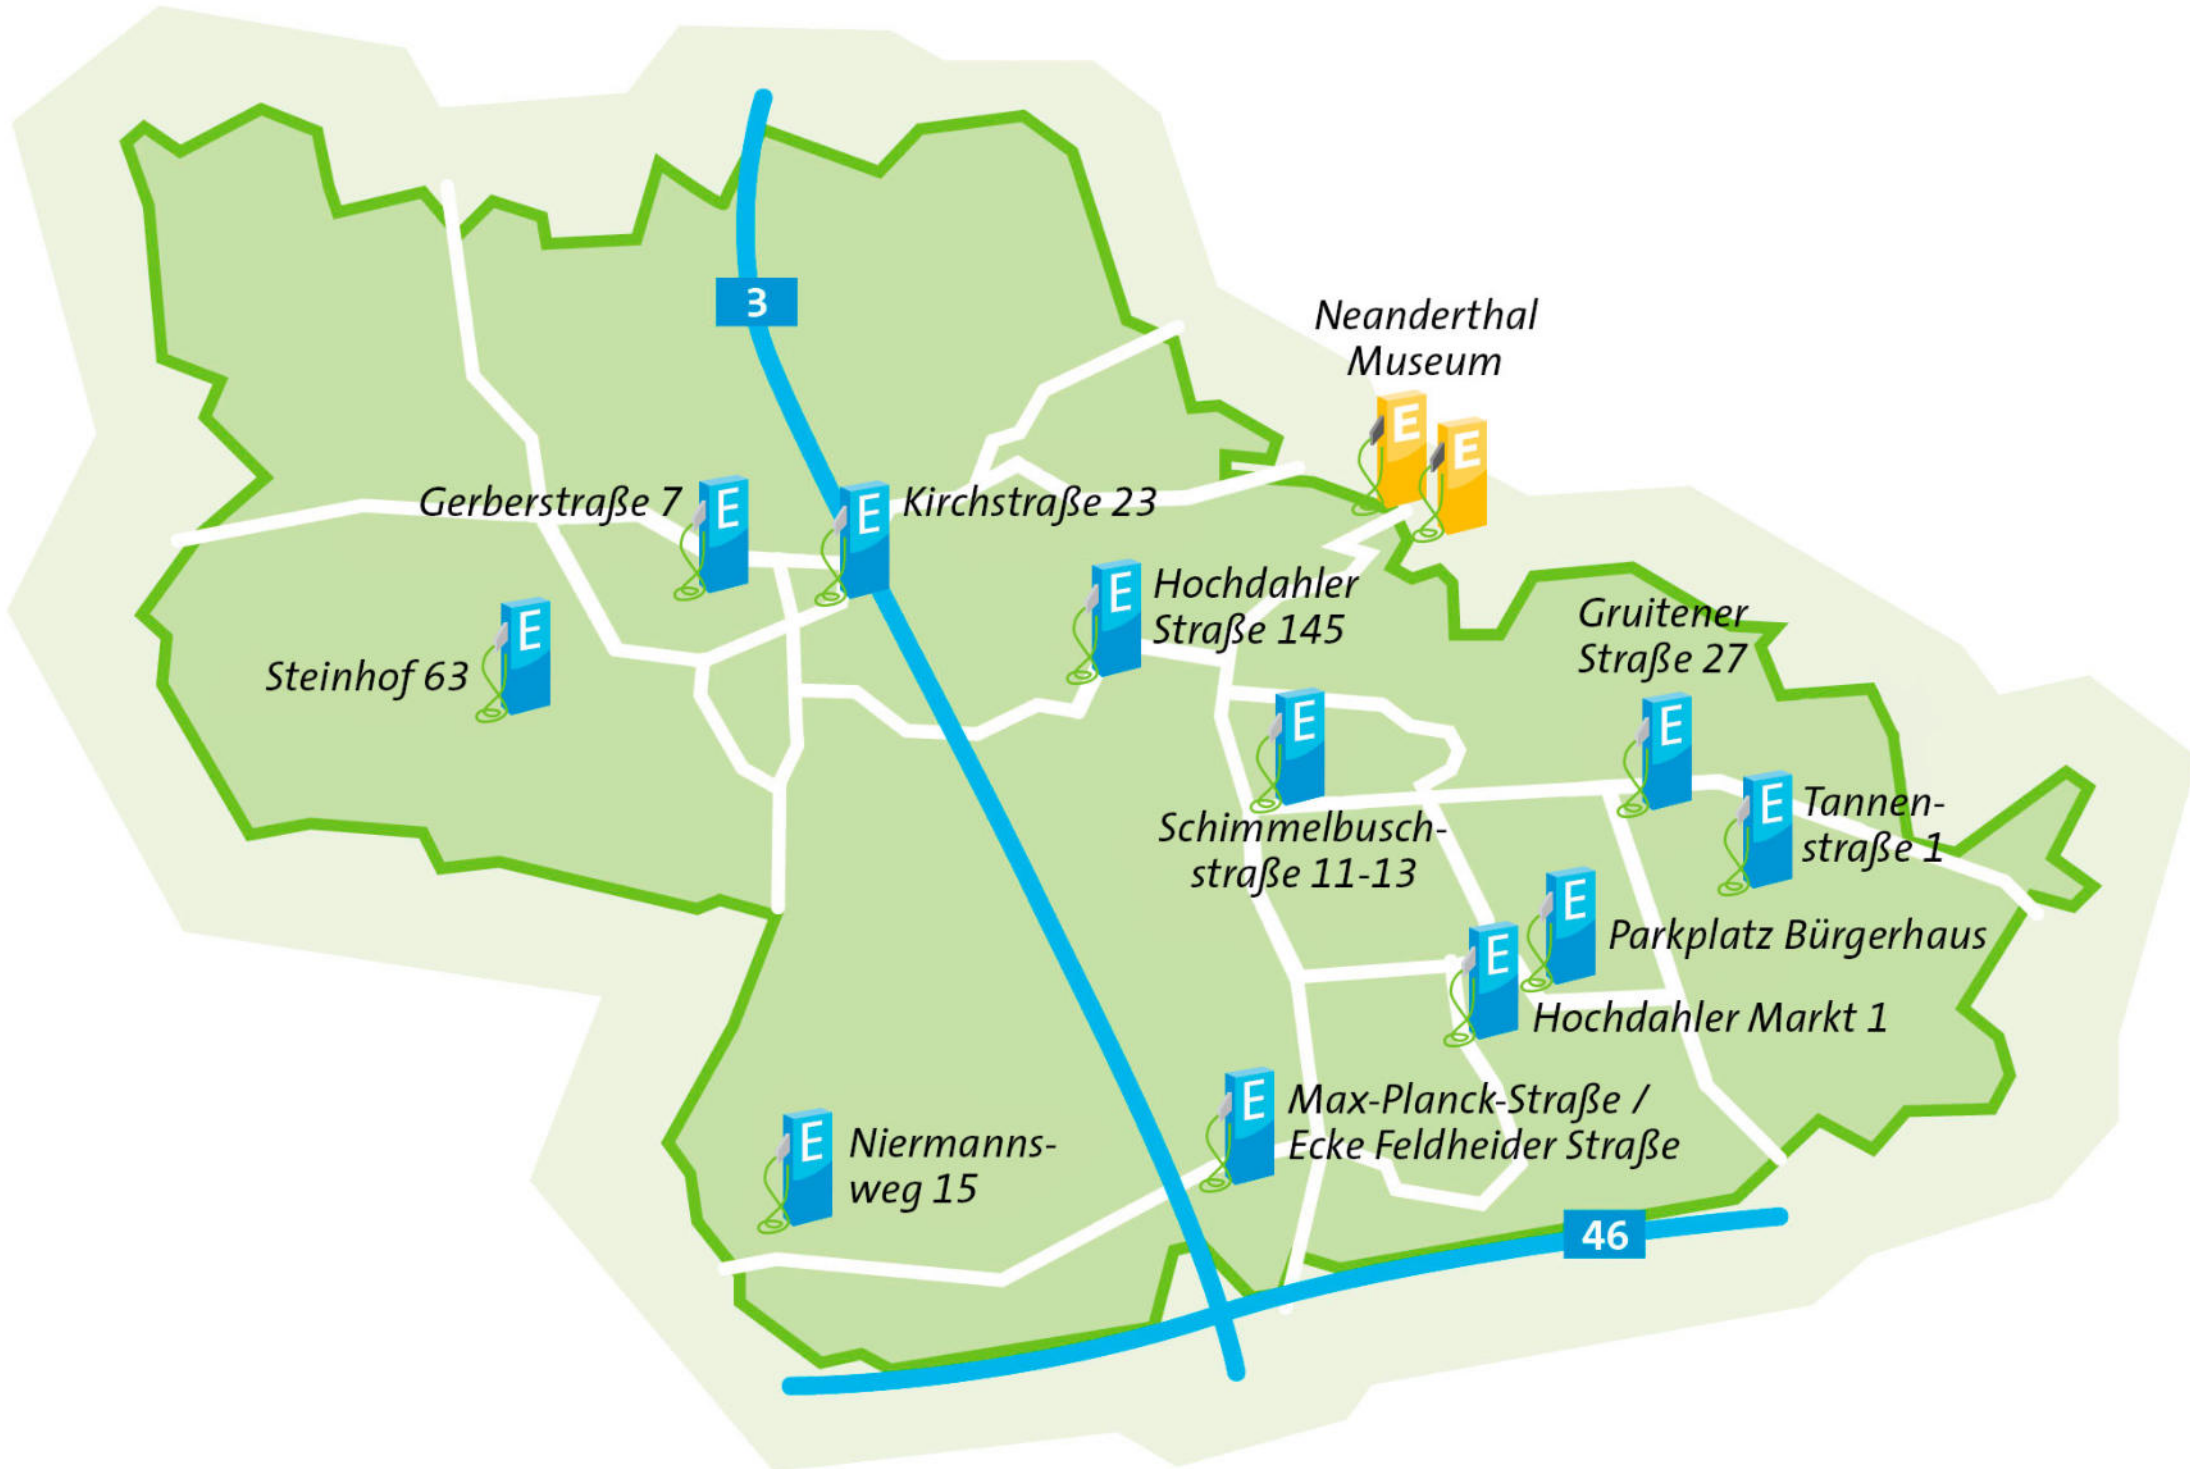 3
Neanderthal
Museum
E
E
Gerberstraße 7
E
E
Kirchstraße 23
E
Hochdahler
Straße 145
Steinhof 63
E
Gruitener
Straße 27
E
E
Schimmelbusch-
straße 11-13
E
Tannen-
straße 1
E
Parkplatz Bürgerhaus
E
Hochdahler Markt 1
E
Max-Planck-Straße /
Ecke Feldheider Straße
E
Niermanns-
weg 15
46